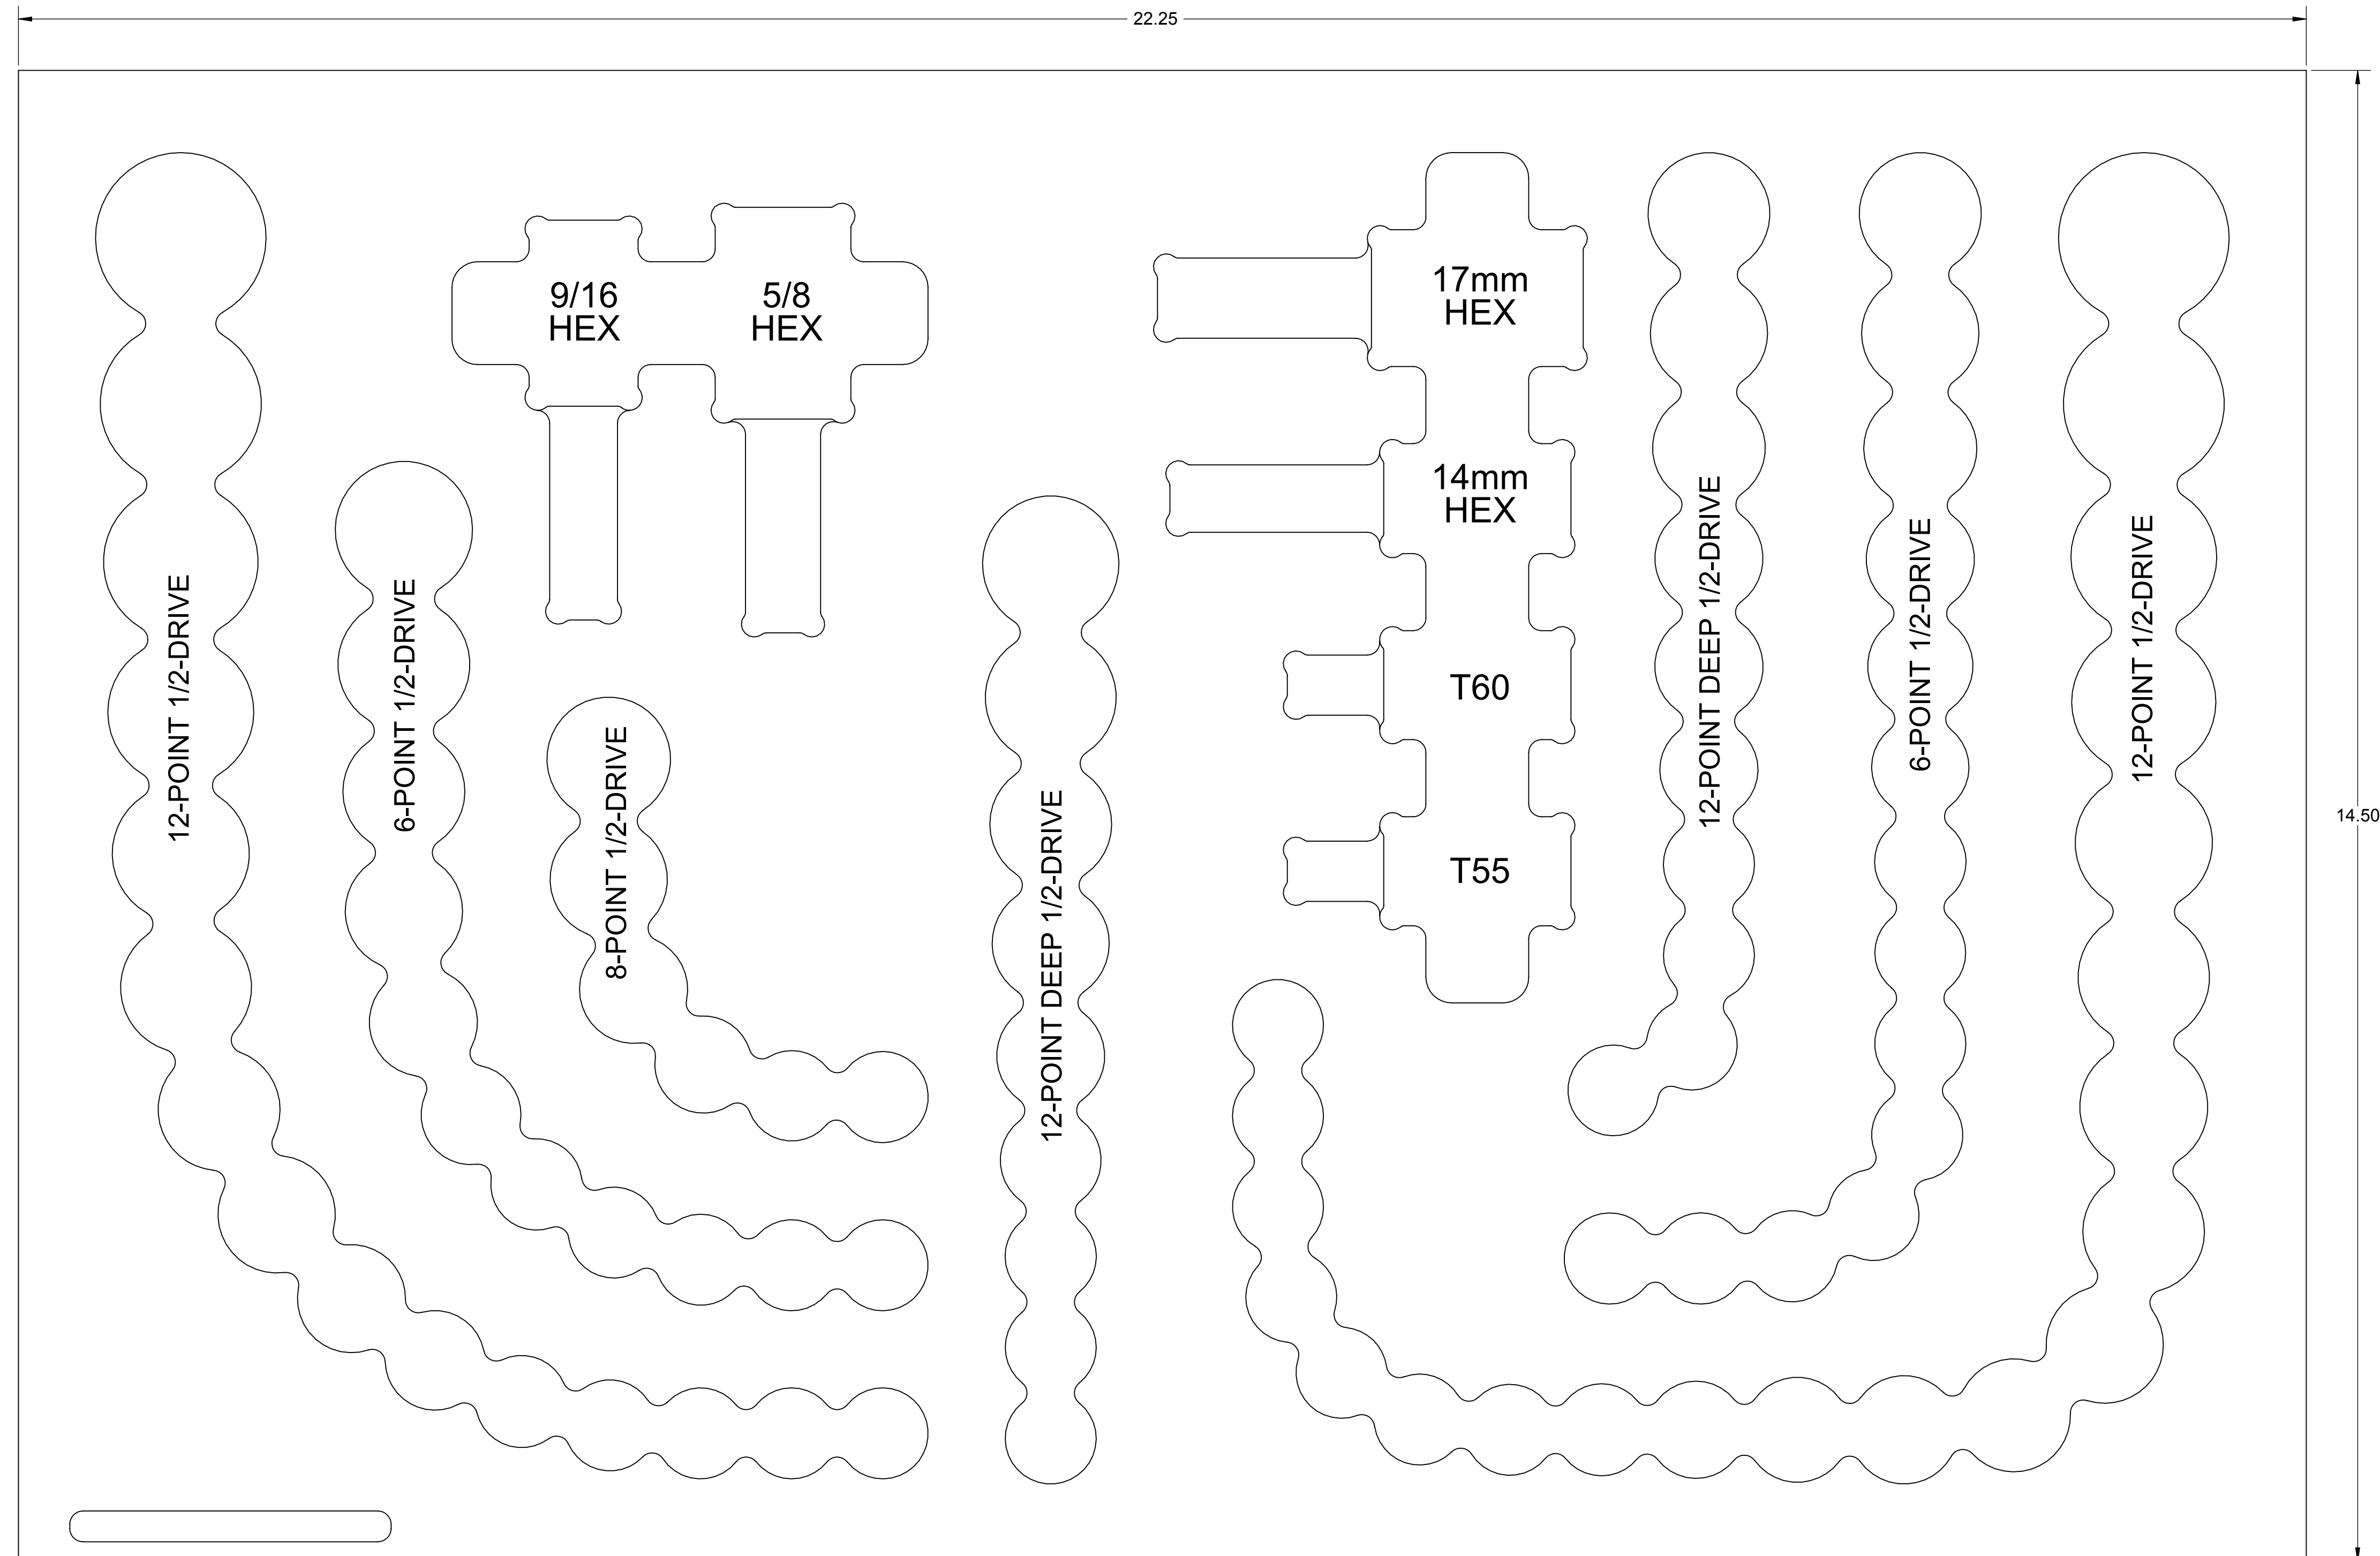 22.25
9/16
HEX
5/8
HEX
17mm
HEX
14mm
HEX
T60
T55
14.50
12-POINT 1/2-DRIVE
6-POINT 1/2-DRIVE
8-POINT 1/2-DRIVE
12-POINT DEEP 1/2-DRIVE
12-POINT DEEP 1/2-DRIVE
6-POINT 1/2-DRIVE
12-POINT 1/2-DRIVE